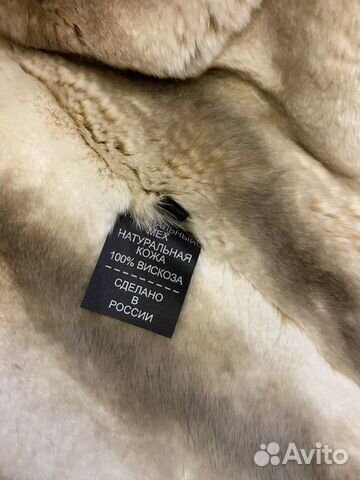 МЕХ
НАТУРАЛЬНАЯ
КОЖА
100% ВИСКОЗА
СДЕЛАНО
В
РОССИИ
Avito